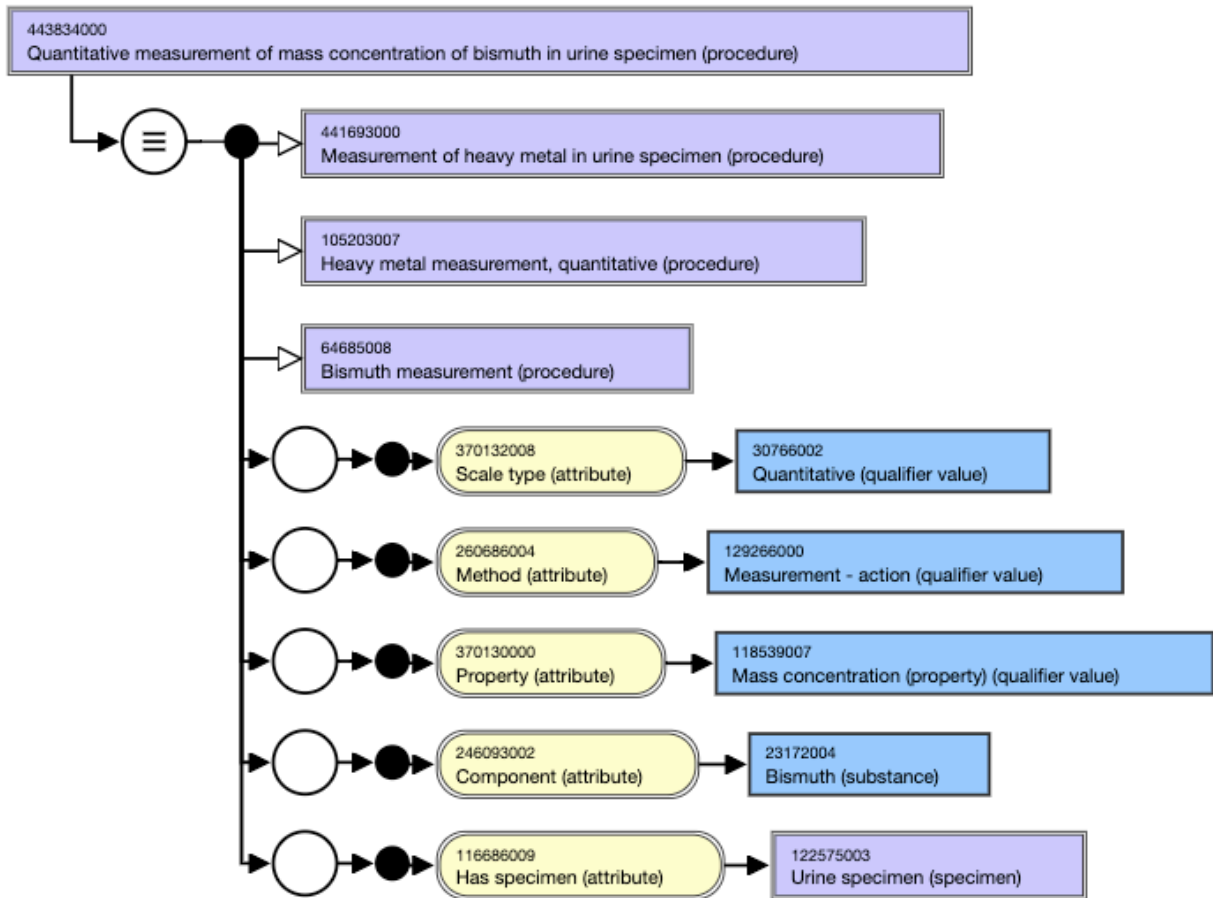 443834000
Quantitative measurement of mass concentration of bismuth in urine specimen (procedure)
441693000
Measurement of heavy metal in urine specimen (procedure)
105203007
Heavy metal measurement, quantitative (procedure)
64685008
Bismuth measurement (procedure)
370132008
Scale type (attribute)
30766002
Quantitative (qualifier value)
260686004
Method (attribute)
129266000
Measurement - action (qualifier value)
370130000
Property (attribute)
118539007
Mass concentration (property) (qualifier value)
246093002
Component (attribute)
23172004
Bismuth (substance)
116686009
Has specimen (attribute)
122575003
Urine specimen (specimen)